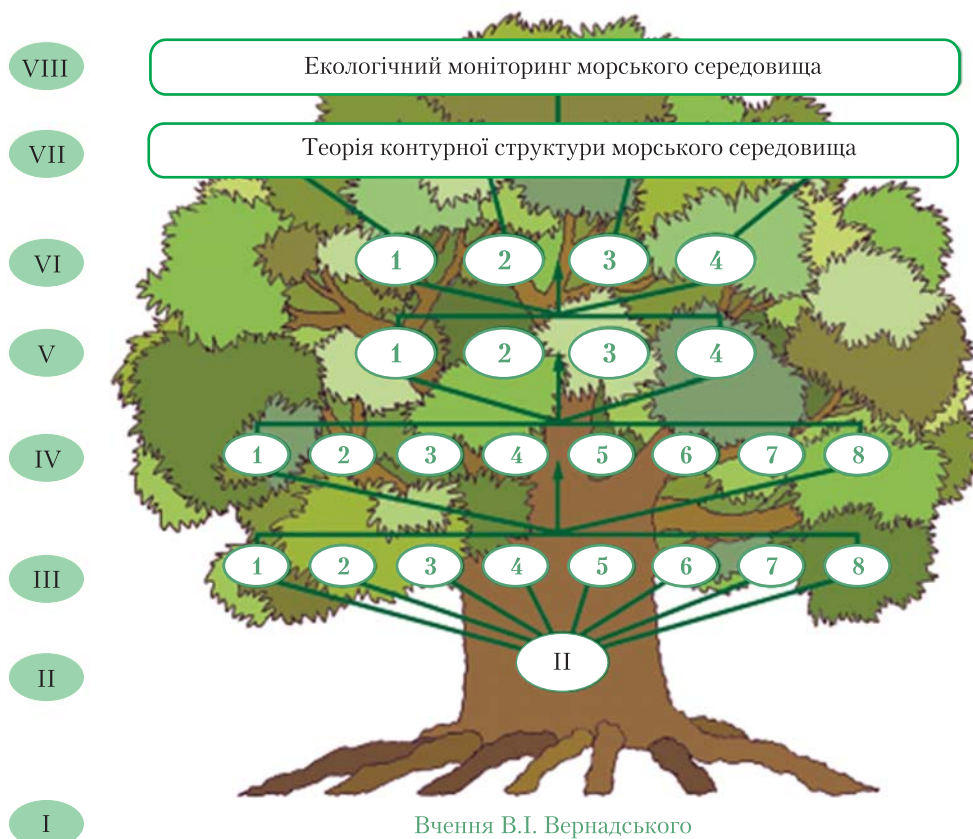 VIII Екологічний моніторинг морського середовища
VII Теорія контурної структури морського середовища
VI 1 2 3 4
V 1 2 3 4
IV 1 2 3 4 5 6 7 8
III 1 2 3 4 5 6 7 8
II II
I Вчення В.І. Вернадського